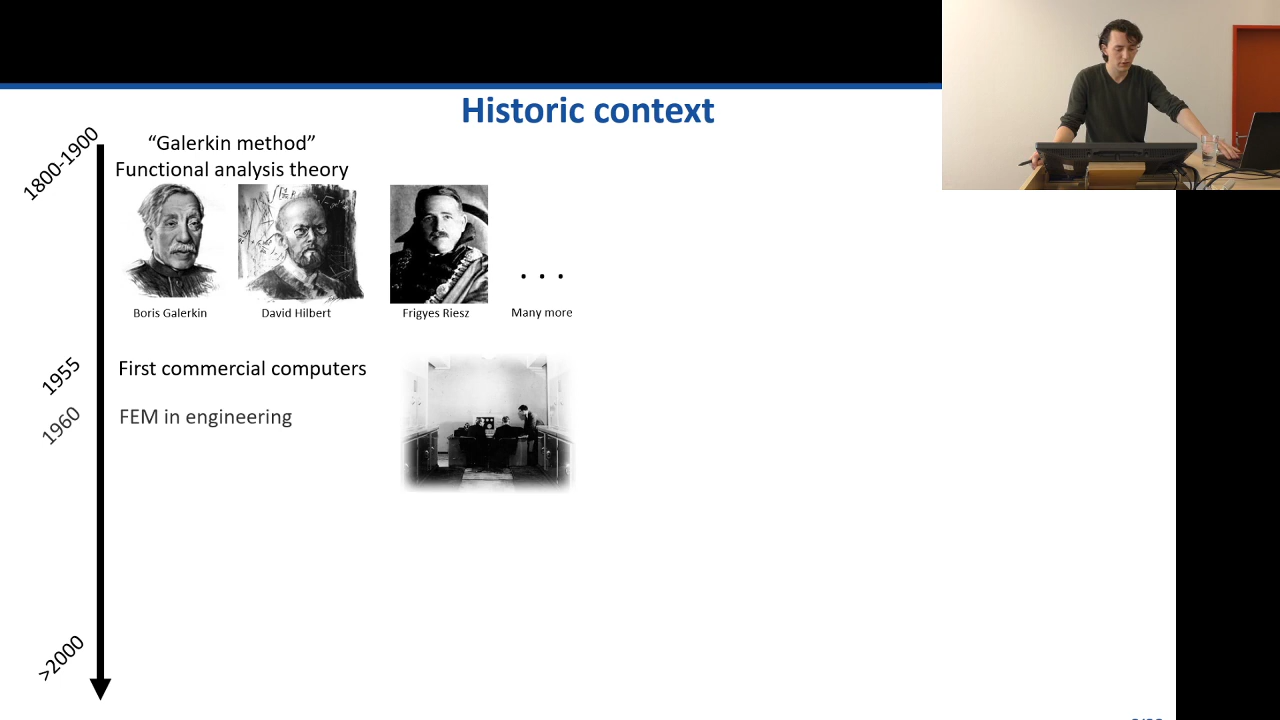 Historic context
1800-1900
“Galerkin method”
Functional analysis theory
Boris Galerkin
David Hilbert
Frigyes Riesz
. . .
Many more
1955
First commercial computers
1960
FEM in engineering
>2000